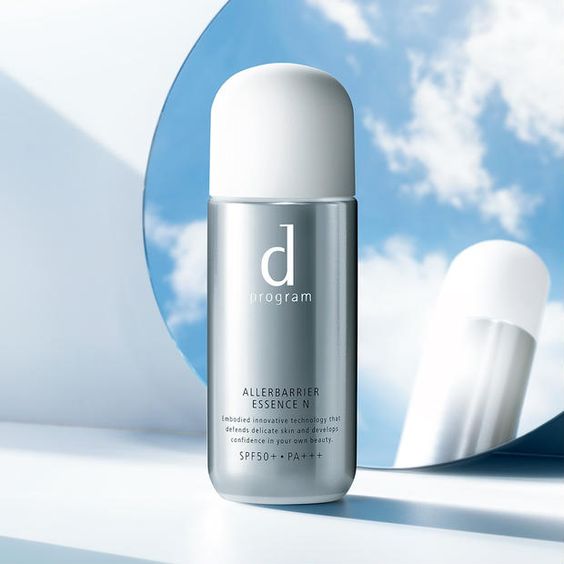 d
program
ALLERBARRIER
ESSENCE N
Embodied innovative technology that
defends delicate skin and develops
confidence in your own beauty.
SPF50+ • PA+++